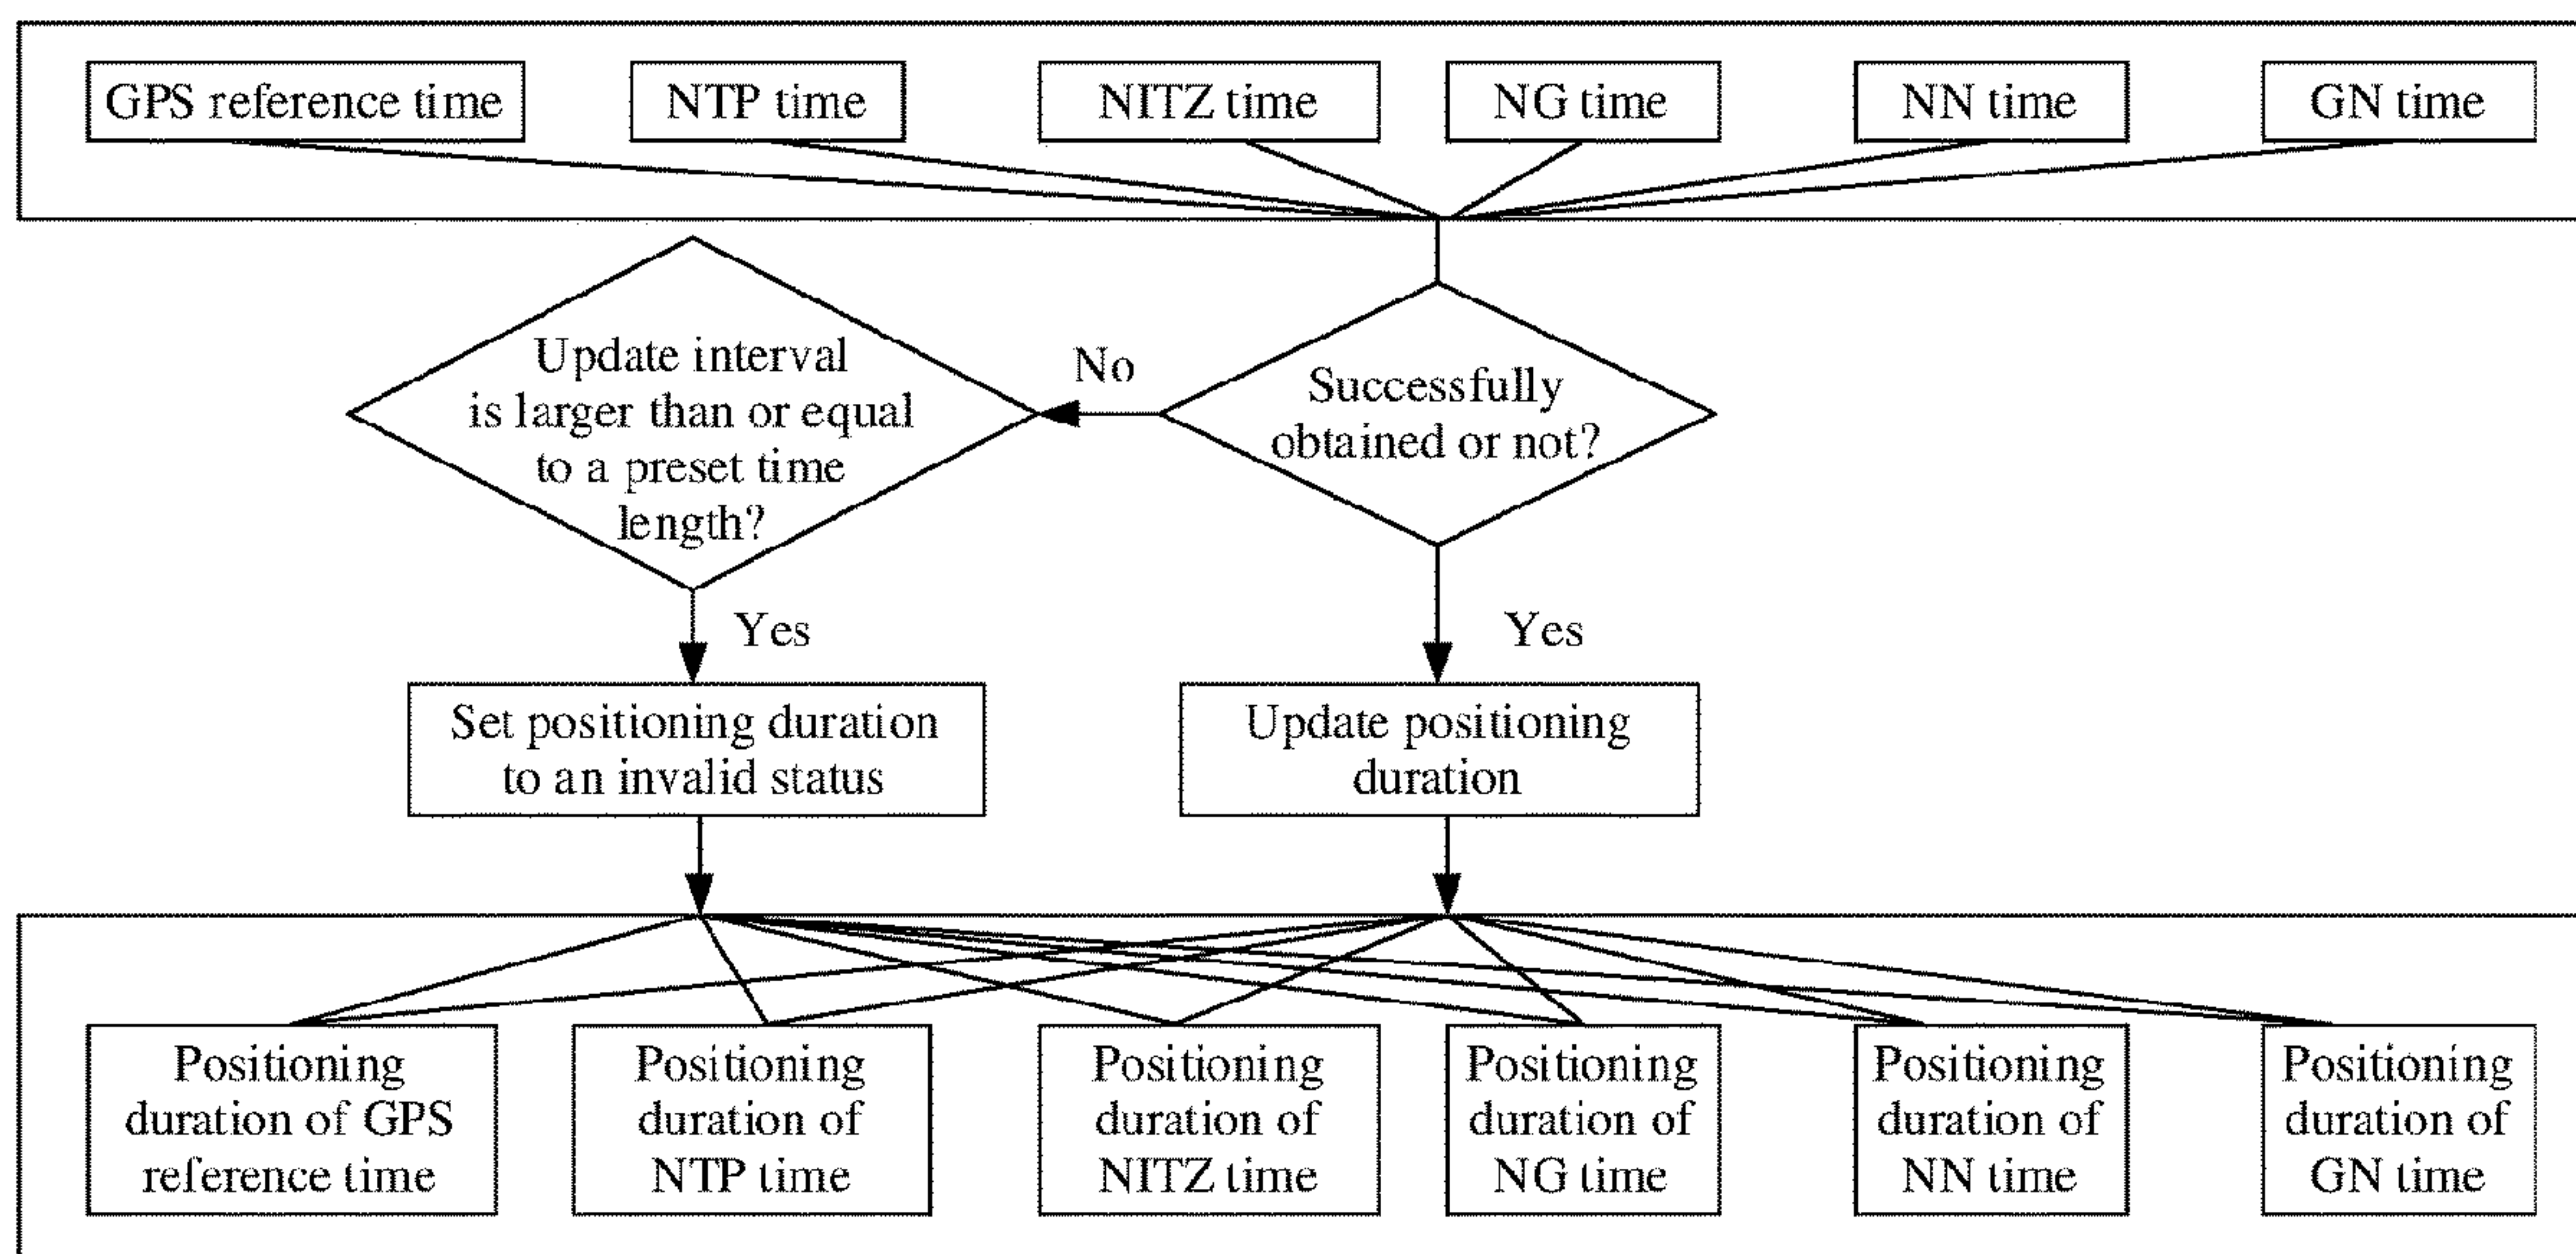 GPS reference time
NTP time
NITZ time
NG time
NN time
GN time
Update interval
is larger than or equal
to a preset time
length?
No
Successfully
obtained or not?
Yes
Yes
Set positioning duration
to an invalid status
Update positioning
duration
Positioning
duration of GPS
reference time
Positioning
duration of
NTP time
Positioning
duration of
NITZ time
Positioning
duration of
NG time
Positioning
duration of
NN time
Positioning
duration of
GN time